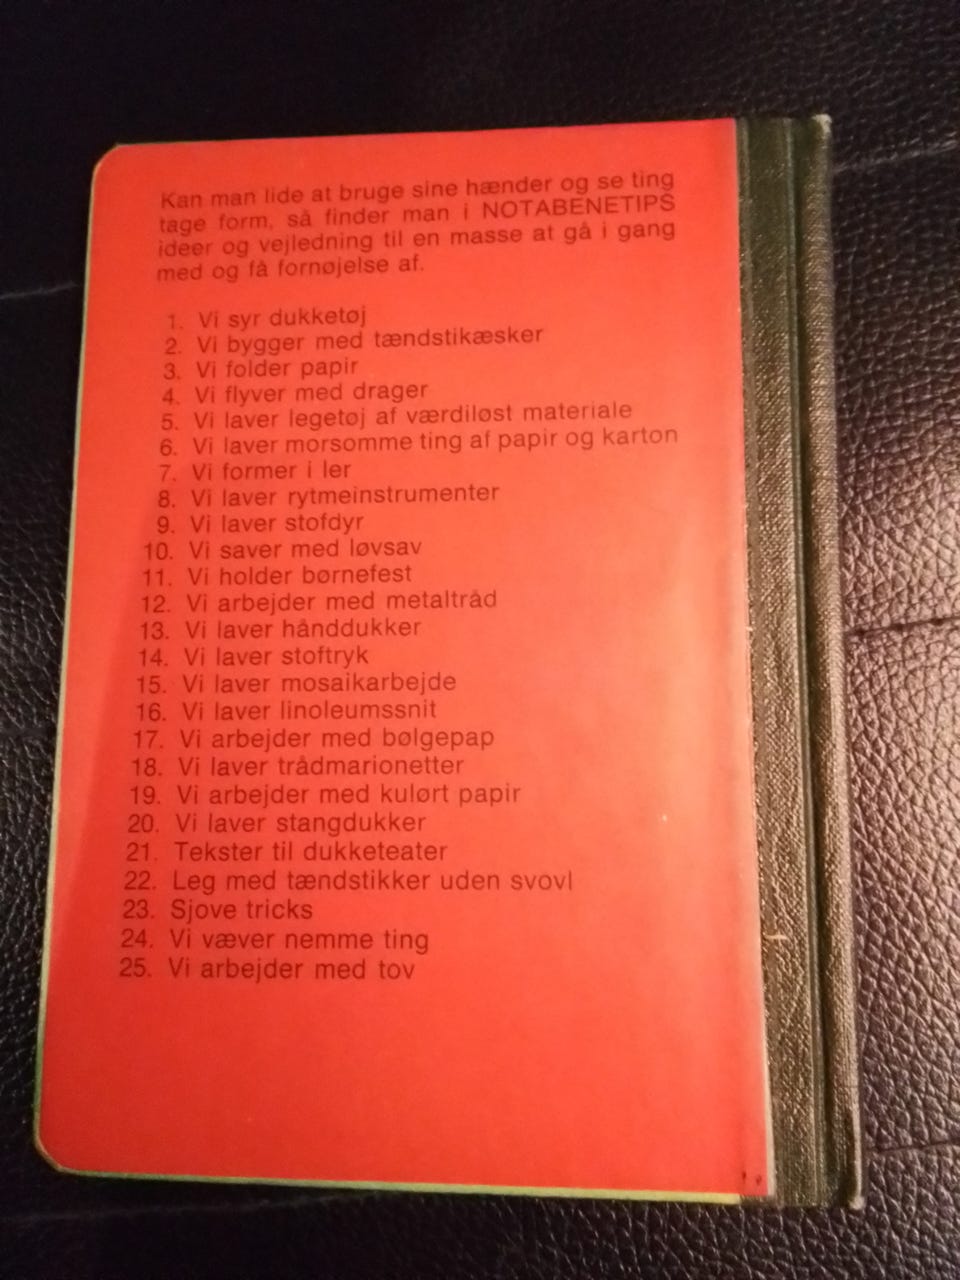 Kan man lide at bruge sine hænder og se ting
tage form, så finder man i NOTABENETIPS
ideer og vejledning til en masse at gå i gang
med og få fornøjelse af.
1. Vi syr dukketøj
2. Vi bygger med tændstikæsker
3. Vi folder papir
4. Vi flyver med drager
5. Vi laver legetøj af værdiløst materiale
6. Vi laver morsomme ting af papir og karton
7. Vi former i ler
8. Vi laver rytmeinstrumenter
9. Vi laver stofdyr
10. Vi saver med løvsav
11. Vi holder børnefest
12. Vi arbejder med metaltråd
13. Vi laver hånddukker
14. Vi laver stoftryk
15. Vi laver mosaikarbejde
16. Vi laver linoleumssnit
17. Vi arbejder med bølgepap
18. Vi laver trådmarionetter
19. Vi arbejder med kulørt papir
20. Vi laver stangdukker
21. Tekster til dukketeater
22. Leg med tændstikker uden svovl
23. Sjove tricks
24. Vi væver nemme ting
25. Vi arbejder med tov